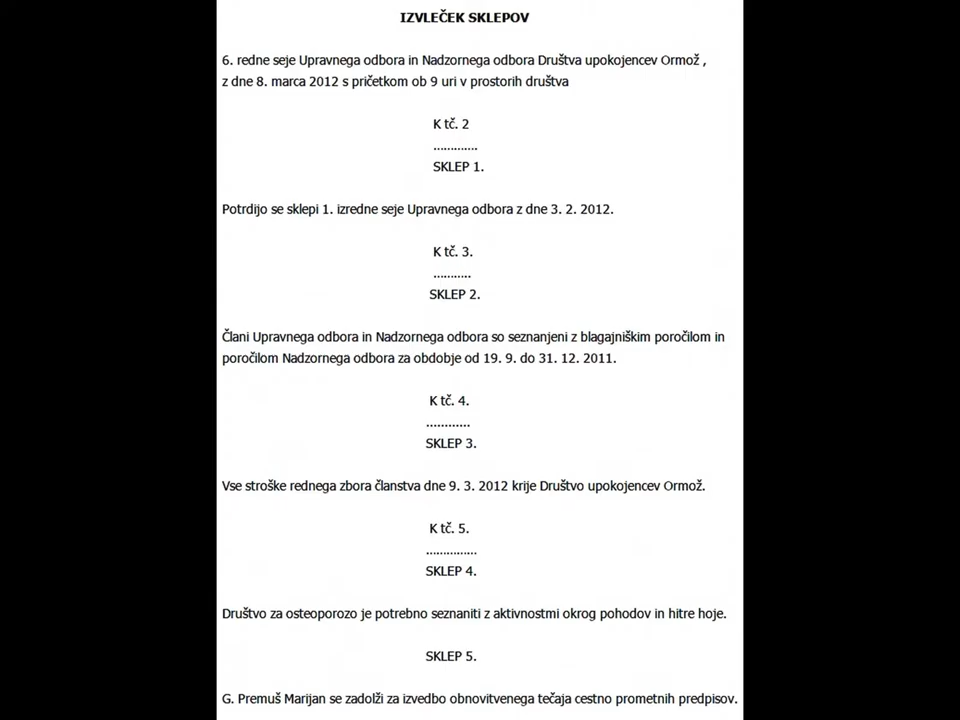 IZVLEČEK SKLEPOV
6. redne seje Upravnega odbora in Nadzornega odbora Društva upokojencev Ormož ,
z dne 8. marca 2012 s pričetkom ob 9 uri v prostorih društva
K tč. 2
.............
SKLEP 1.
Potrdijo se sklepi 1. izredne seje Upravnega odbora z dne 3. 2. 2012.
K tč. 3.
...........
SKLEP 2.
Člani Upravnega odbora in Nadzornega odbora so seznanjeni z blagajniškim poročilom in
poročilom Nadzornega odbora za obdobje od 19. 9. do 31. 12. 2011.
K tč. 4.
............
SKLEP 3.
Vse stroške rednega zbora članstva dne 9. 3. 2012 krije Društvo upokojencev Ormož.
K tč. 5.
...............
SKLEP 4.
Društvo za osteoporozo je potrebno seznaniti z aktivnostmi okrog pohodov in hitre hoje.
SKLEP 5.
G. Premuš Marijan se zadolži za izvedbo obnovitvenega tečaja cestno prometnih predpisov.